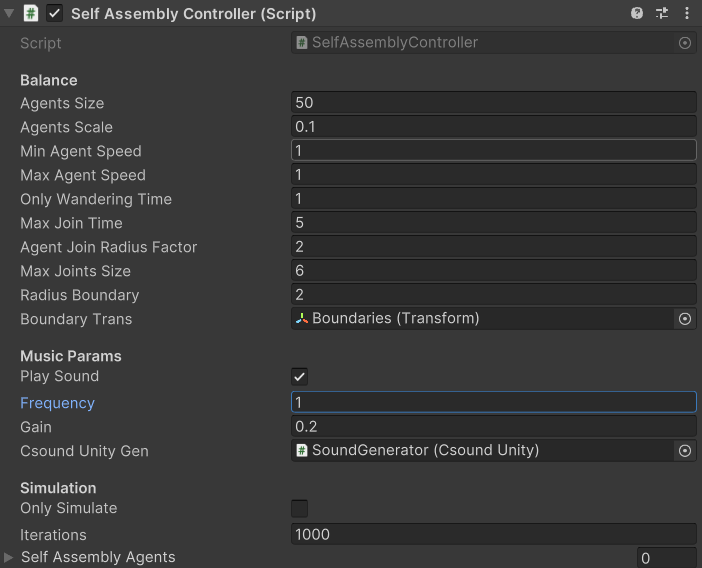 Self Assembly Controller (Script)
Script SelfAssemblyController
Balance
Agents Size 50
Agents Scale 0.1
Min Agent Speed 1
Max Agent Speed 1
Only Wandering Time 1
Max Join Time 5
Agent Join Radius Factor 2
Max Joints Size 6
Radius Boundary 2
Boundary Trans Boundaries (Transform)
Music Params
Play Sound
Frequency 1
Gain 0.2
Csound Unity Gen SoundGenerator (Csound Unity)
Simulation
Only Simulate
Iterations 1000
Self Assembly Agents 0